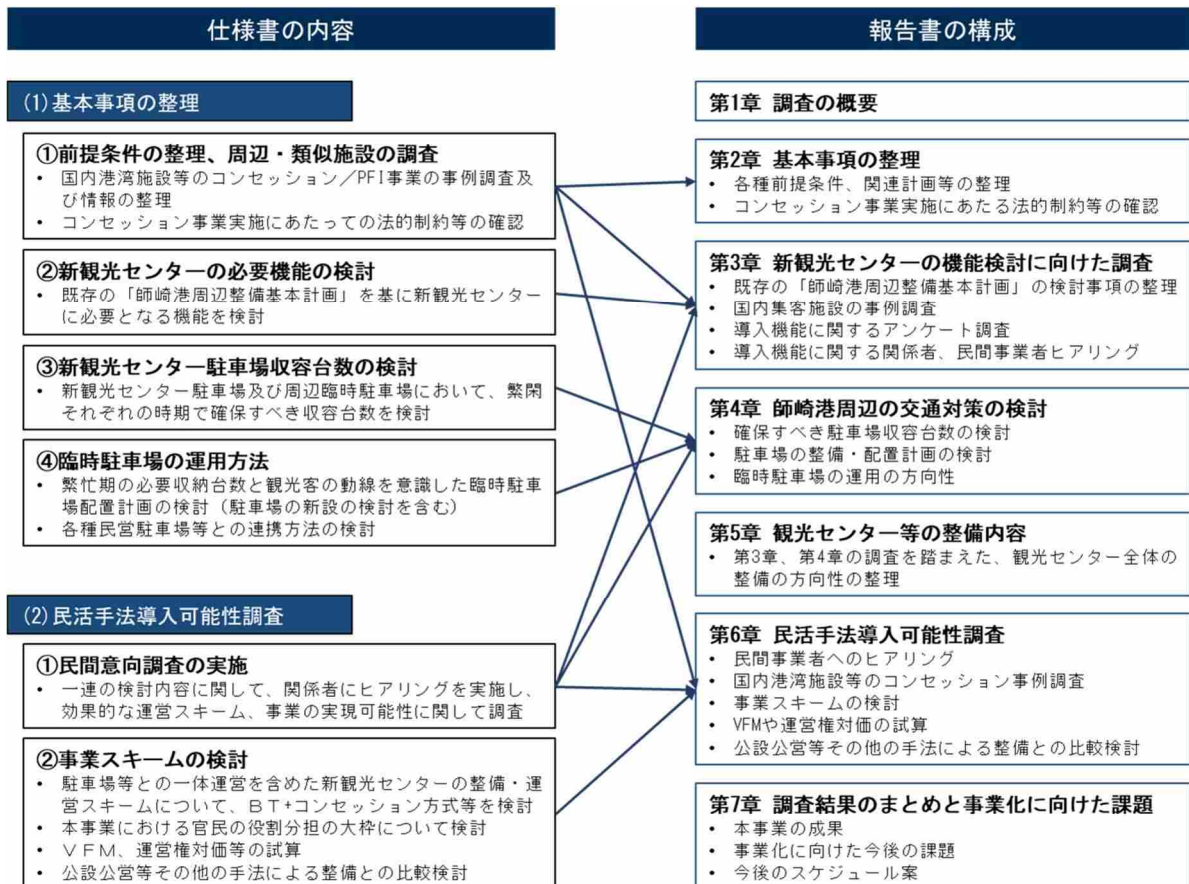 仕様書の内容
(1)基本事項の整理
①前提条件の整理、周辺・類似施設の調査
• 国内港湾施設等のコンセッション／PFI事業の事例調査及
び情報の整理
• コンセッション事業実施にあたっての法的制約等の確認
②新観光センターの必要機能の検討
• 既存の「師崎港周辺整備基本計画」を基に新観光センター
に必要となる機能を検討
③新観光センター駐車場収容台数の検討
• 新観光センター駐車場及び周辺臨時駐車場において、繁閑
それぞれの時期で確保すべき収容台数を検討
④臨時駐車場の運用方法
• 繁忙期の必要収納台数と観光客の動線を意識した臨時駐車
場配置計画の検討（駐車場の新設の検討を含む）
• 各種民営駐車場等との連携方法の検討
(2)民活手法導入可能性調査
①民間意向調査の実施
• 一連の検討内容に関して、関係者にヒアリングを実施し、
効果的な運営スキーム、事業の実現可能性に関して調査
②事業スキームの検討
• 駐車場等との一体運営を含めた新観光センターの整備・運
営スキームについて、ＢＴ+コンセッション方式等を検討
• 本事業における官民の役割分担の大枠について検討
• ＶＦＭ、運営権対価等の試算
• 公設公営等その他の手法による整備との比較検討
報告書の構成
第1章 調査の概要
第2章 基本事項の整理
• 各種前提条件、関連計画等の整理
• コンセッション事業実施にあたる法的制約等の確認
第3章 新観光センターの機能検討に向けた調査
• 既存の「師崎港周辺整備基本計画」の検討事項の整理
• 国内集客施設の事例調査
• 導入機能に関するアンケート調査
• 導入機能に関する関係者、民間事業者ヒアリング
第4章 師崎港周辺の交通対策の検討
• 確保すべき駐車場収容台数の検討
• 駐車場の整備・配置計画の検討
• 臨時駐車場の運用の方向性
第5章 観光センター等の整備内容
• 第3章、第4章の調査を踏まえた、観光センター全体の
整備の方向性の整理
第6章 民活手法導入可能性調査
• 民間事業者へのヒアリング
• 国内港湾施設等のコンセッション事例調査
• 事業スキームの検討
• VFMや運営権対価の試算
• 公設公営等その他の手法による整備との比較検討
第7章 調査結果のまとめと事業化に向けた課題
• 本事業の成果
• 事業化に向けた今後の課題
• 今後のスケジュール案